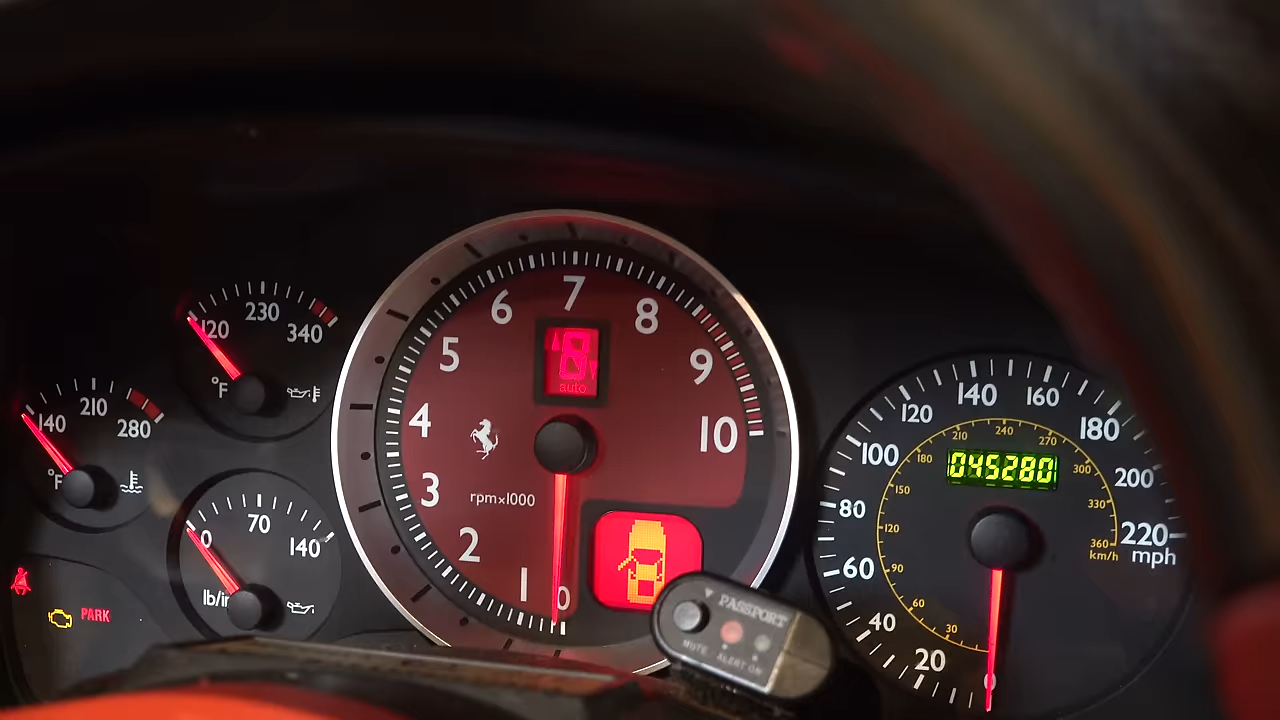 120 230 340
°F
140 210 280
°F
0 70 140
lb/in
PARK
0 1 2 3 4 5 6 7 8 9 10
auto
rpmx1000
PASSPORT
MUTE ALERT ON
0 20 40 60 80 100 120 140 160 180 200 220
mph
30 60 90 120 150 180 210 240 270 300 330 360
km/h
045280